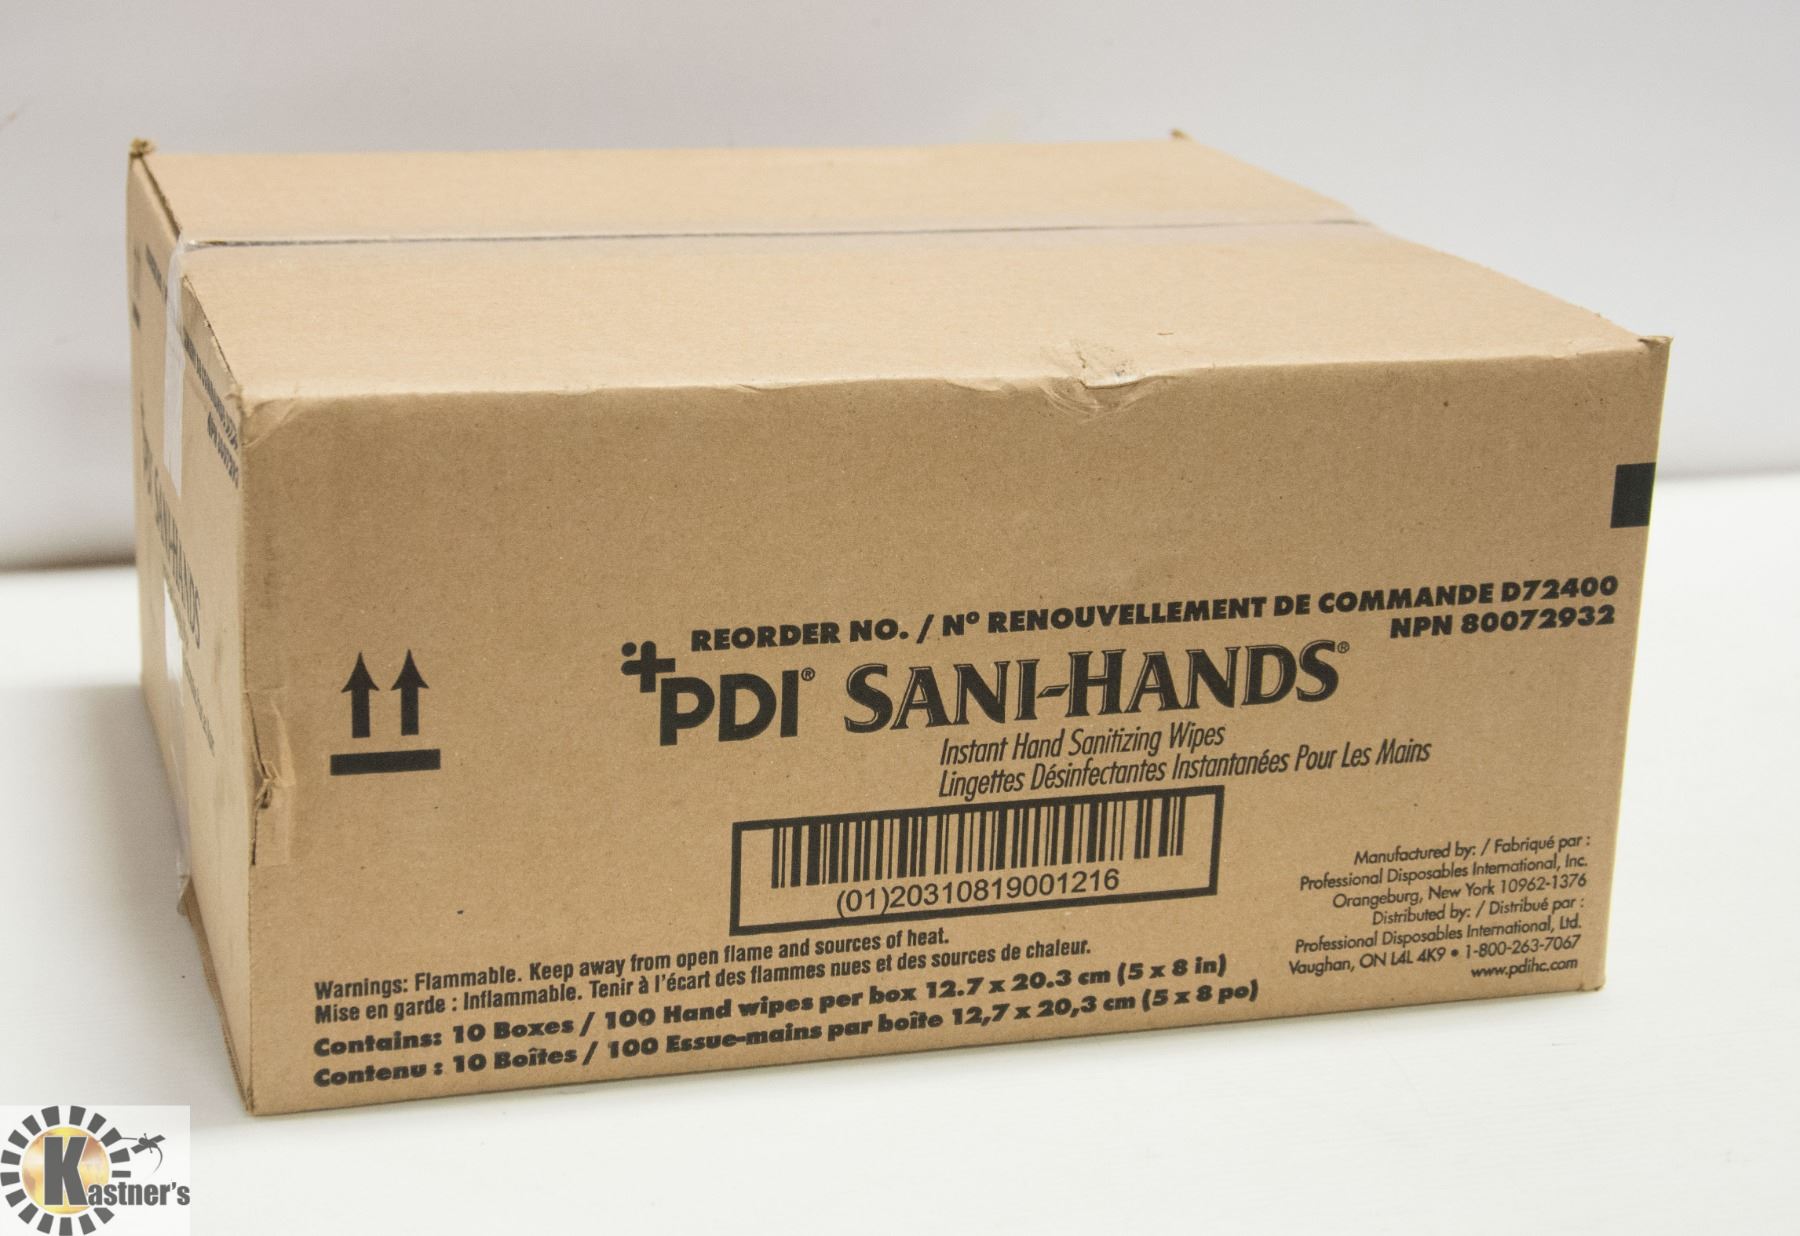 REORDER NO. / Nº RENOUVELLEMENT DE COMMANDE D72400
NPN 80072932
PDI® SANI-HANDS®
Instant Hand Sanitizing Wipes
Lingettes Désinfectantes Instantanées Pour Les Mains
(01)20310819001216
Manufactured by: / Fabriqué par :
Professional Disposables International, Inc.
Orangeburg, New York 10962-1376
Distributed by: / Distribué par :
Professional Disposables International, Ltd.
Vaughan, ON L4L 4K9 • 1-800-263-7067
www.pdihc.com
Warnings: Flammable. Keep away from open flame and sources of heat.
Mise en garde : Inflammable. Tenir à l'écart des flammes nues et des sources de chaleur.
Contains: 10 Boxes / 100 Hand wipes per box 12.7 x 20.3 cm (5 x 8 in)
Contenu : 10 Boîtes / 100 Essue-mains par boîte 12,7 x 20,3 cm (5 x 8 po)
SANI-HANDS
Kastner's